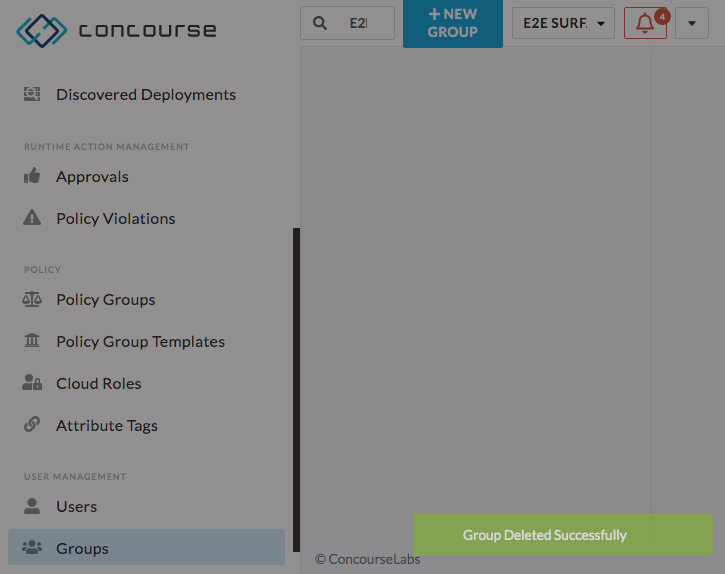 concourse
E2
+ NEW
GROUP
E2E SURF
4
Discovered Deployments
RUNTIME ACTION MANAGEMENT
Approvals
Policy Violations
POLICY
Policy Groups
Policy Group Templates
Cloud Roles
Attribute Tags
USER MANAGEMENT
Users
Groups
Group Deleted Successfully
© ConcourseLabs